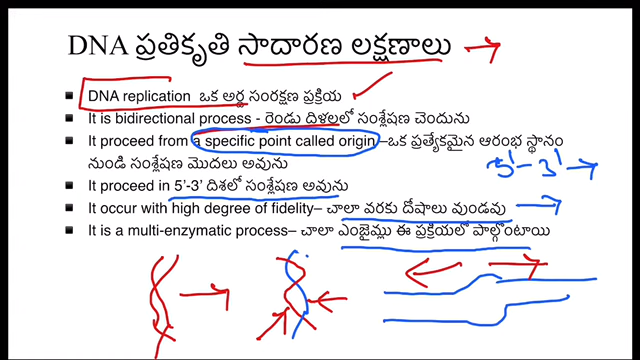 DNA ప్రతికృతి సాదారణ లక్షణాలు
DNA replication ఒక అర్ధ సంరక్షణ ప్రక్రియ
It is bidirectional process - రెండు దిశలలో సంశ్లేషణ చెందును
It proceed from a specific point called origin –ఒక ప్రత్యేకమైన ఆరంభ స్థానం
నుండి సంశ్లేషణ మొదలు అవును
5' - 3'
It proceed in 5'-3' దిశలో సంశ్లేషణ అవును
It occur with high degree of fidelity– చాలా వరకు దోషాలు వుండవు
It is a multi-enzymatic process– చాలా ఎంజైమ్లు ఈ ప్రక్రియలో పాల్గొంటాయి